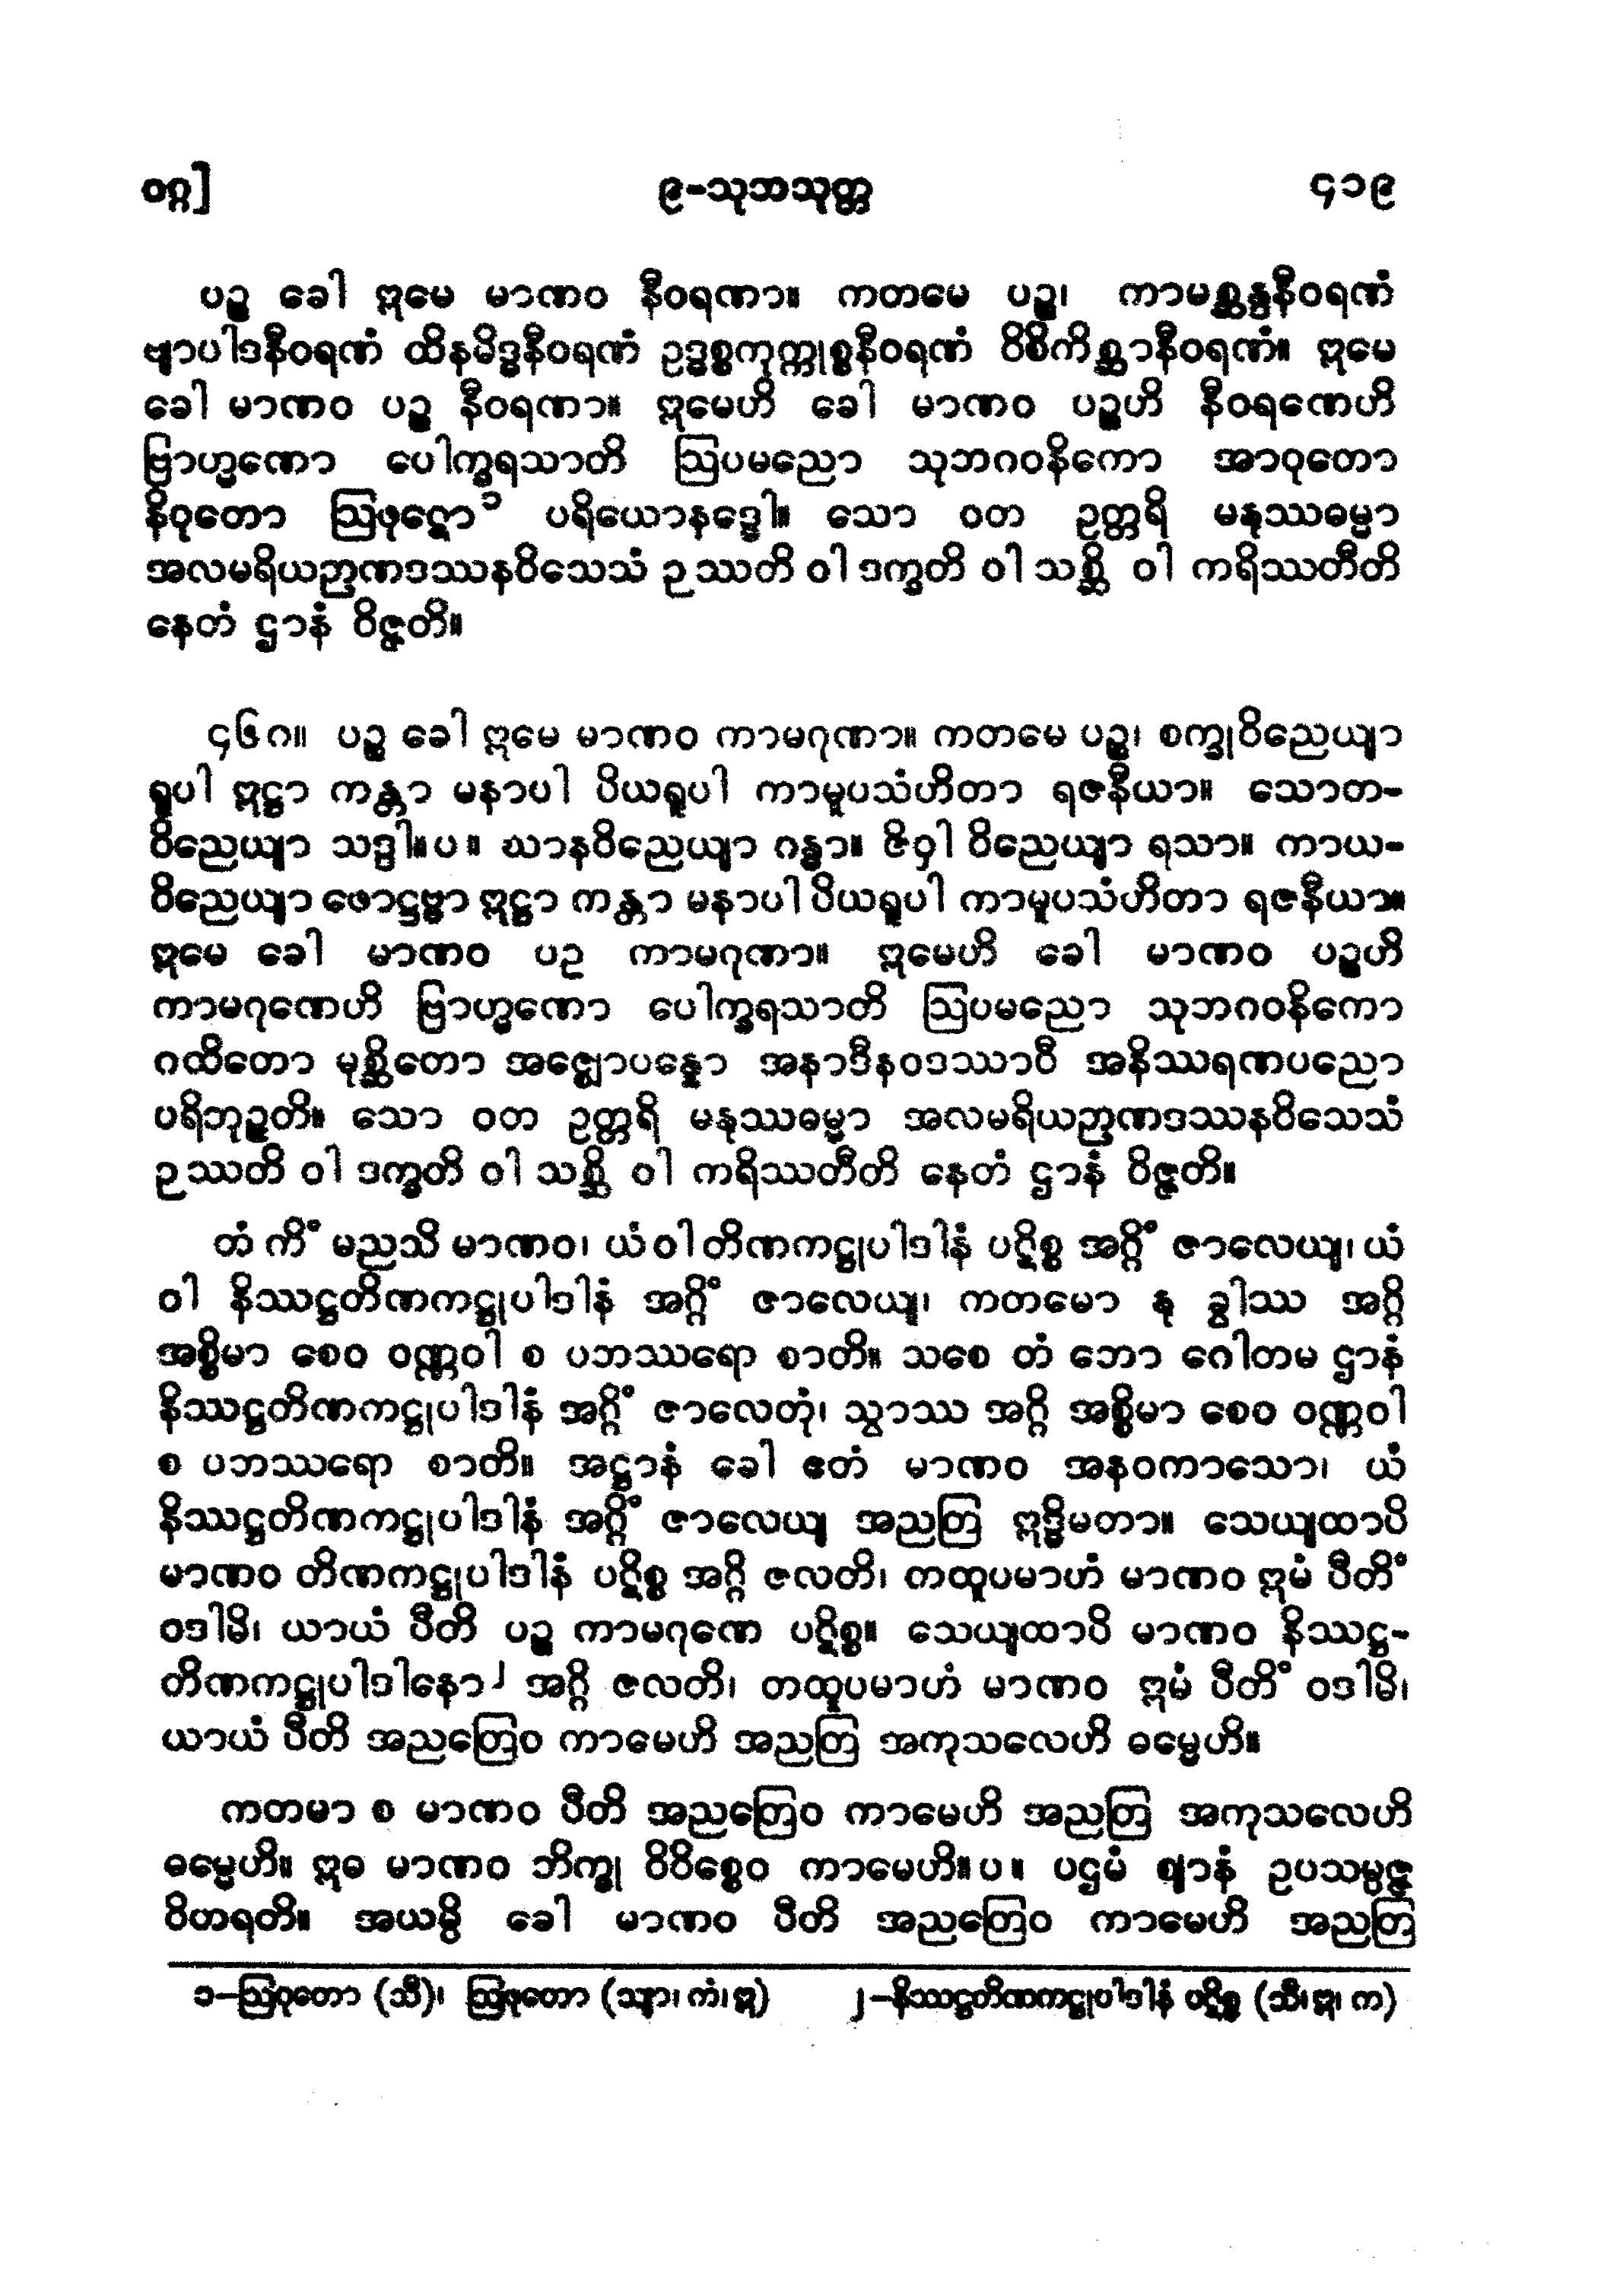 ဝဂ္ဂ] ၉-သုဘသုတ္တ ၄၁၉
ပဉ္စ ခေါ ဣမေ မာဏဝ နီဝရဏာ။ ကတမေ ပဉ္စ၊ ကာမစ္ဆန္ဒနီဝရဏံ
ဗျာပါဒနီဝရဏံ ထိနမိဒ္ဓနီဝရဏံ ဥဒ္ဓစ္စကုက္ကုစ္စနီဝရဏံ ဝိစိကိစ္ဆာနီဝရဏံ။ ဣမေ
ခေါ မာဏဝ ပဉ္စ နီဝရဏာ။ ဣမေဟိ ခေါ မာဏဝ ပဉ္စဟိ နီဝရဏေဟိ
ဗြာဟ္မဏော ပေါက္ခရသာတိ ဩပမညော သုဘဂဝနိကော အာဝုတော
နိဝုတော ဩဖုဋော၁ ပရိယောနဒ္ဓေါ။ သော ဝတ ဥတ္တရိ မနုဿဓမ္မာ
အလမရိယဉာဏဒဿနဝိသေသံ ဉဿတိ ဝါ ဒက္ခတိ ဝါ သစ္ဆိ ဝါ ကရိဿတီတိ
နေတံ ဌာနံ ဝိဇ္ဇတိ။
၄၆၇။ ပဉ္စ ခေါ ဣမေ မာဏဝ ကာမဂုဏာ။ ကတမေ ပဉ္စ၊ စက္ခုဝိညေယျာ
ရူပါ ဣဋ္ဌာ ကန္တာ မနာပါ ပိယရူပါ ကာမူပသံဟိတာ ရဇနီယာ။ သောတ-
ဝိညေယျာ သဒ္ဒါ။ပ။ ဃာနဝိညေယျာ ဂန္ဓာ။ ဇိဝှါ ဝိညေယျာ ရသာ။ ကာယ-
ဝိညေယျာ ဖောဋ္ဌဗ္ဗာ ဣဋ္ဌာ ကန္တာ မနာပါ ပိယရူပါ ကာမူပသံဟိတာ ရဇနီယာ။
ဣမေ ခေါ မာဏဝ ပဥ ကာမဂုဏာ။ ဣမေဟိ ခေါ မာဏဝ ပဉ္စဟိ
ကာမဂုဏေဟိ ဗြာဟ္မဏော ပေါက္ခရသာတိ ဩပမညော သုဘဂဝနိကော
ဂထိတော မုစ္ဆိတော အဇ္ဈောပန္နော အနာဒီနဝဒဿာဝီ အနိဿရဏပညော
ပရိဘုဉ္ဇတိ။ သော ဝတ ဥတ္တရိ မနုဿဓမ္မာ အလမရိယဉာဏဒဿနဝိသေသံ
ဉဿတိ ဝါ ဒက္ခတိ ဝါ သစ္ဆိ ဝါ ကရိဿတီတိ နေတံ ဌာနံ ဝိဇ္ဇတိ။
တံ ကိံ မညသိ မာဏဝ၊ ယံ ဝါ တိဏကဋ္ဌုပါဒါနံ ပဋိစ္စ အဂ္ဂိံ ဇာလေယျ၊ ယံ
ဝါ နိဿဋ္ဌတိဏကဋ္ဌုပါဒါနံ အဂ္ဂိံ ဇာလေယျ၊ ကတမော နု ခွါဿ အဂ္ဂိ
အစ္စိမာ စေဝ ဝဏ္ဏဝါ စ ပဘဿရော စာတိ။ သစေ တံ ဘော ဂေါတမ ဌာနံ
နိဿဋ္ဌတိဏကဋ္ဌုပါဒါနံ အဂ္ဂိံ ဇာလေတုံ၊ သွာဿ အဂ္ဂိ အစ္စိမာ စေဝ ဝဏ္ဏဝါ
စ ပဘဿရော စာတိ။ အဋ္ဌာနံ ခေါ ဧတံ မာဏဝ အနဝကာသော၊ ယံ
နိဿဋ္ဌတိဏကဋ္ဌုပါဒါနံ အဂ္ဂိံ ဇာလေယျ အညတြ ဣဒ္ဓိမတာ။ သေယျထာပိ
မာဏဝ တိဏကဋ္ဌုပါဒါနံ ပဋိစ္စ အဂ္ဂိ ဇလတိ၊ တထူပမာဟံ မာဏဝ ဣမံ ပီတိံ
ဝဒါမိ၊ ယာယံ ပီတိ ပဉ္စ ကာမဂုဏေ ပဋိစ္စ။ သေယျထာပိ မာဏဝ နိဿဋ္ဌ-
တိဏကဋ္ဌုပါဒါနော၂ အဂ္ဂိ ဇလတိ၊ တထူပမာဟံ မာဏဝ ဣမံ ပီတိံ ဝဒါမိ၊
ယာယံ ပီတိ အညတြေဝ ကာမေဟိ အညတြ အကုသလေဟိ ဓမ္မေဟိ။
ကတမာ စ မာဏဝ ပီတိ အညတြေဝ ကာမေဟိ အညတြ အကုသလေဟိ
ဓမ္မေဟိ။ ဣဓ မာဏဝ ဘိက္ခု ဝိဝိစ္စေဝ ကာမေဟိ။ပ။ ပဌမံ ဈာနံ ဥပသမ္ပဇ္ဇ
ဝိဟရတိ။ အယမ္ပိ ခေါ မာဏဝ ပီတိ အညတြေဝ ကာမေဟိ အညတြ
၁-ဩဝုတော (သီ)၊ ဩဖုတော (သျာ၊ ကံ၊ ဣ) ၂-နိဿဋ္ဌတိဏကဋ္ဌုပါဒါနံ ပဋိစ္စ (သီ၊ ဣ၊ က)